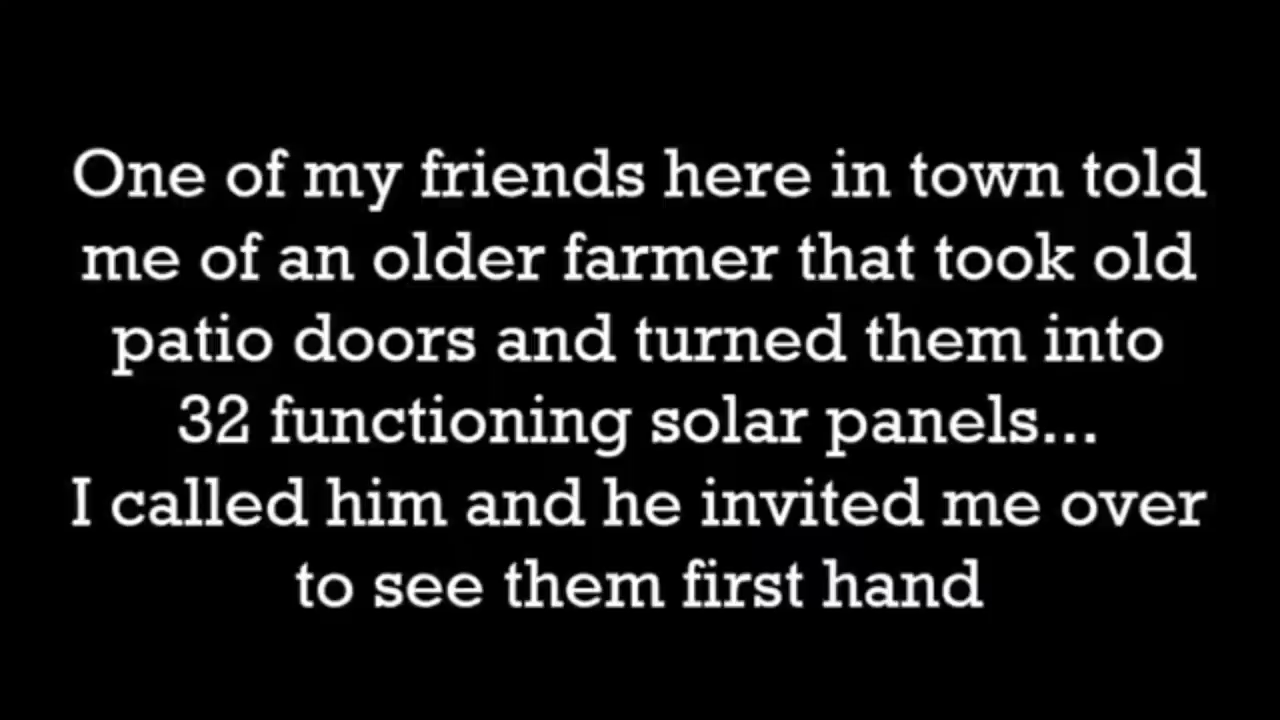 One of my friends here in town told
me of an older farmer that took old
patio doors and turned them into
32 functioning solar panels...
I called him and he invited me over
to see them first hand